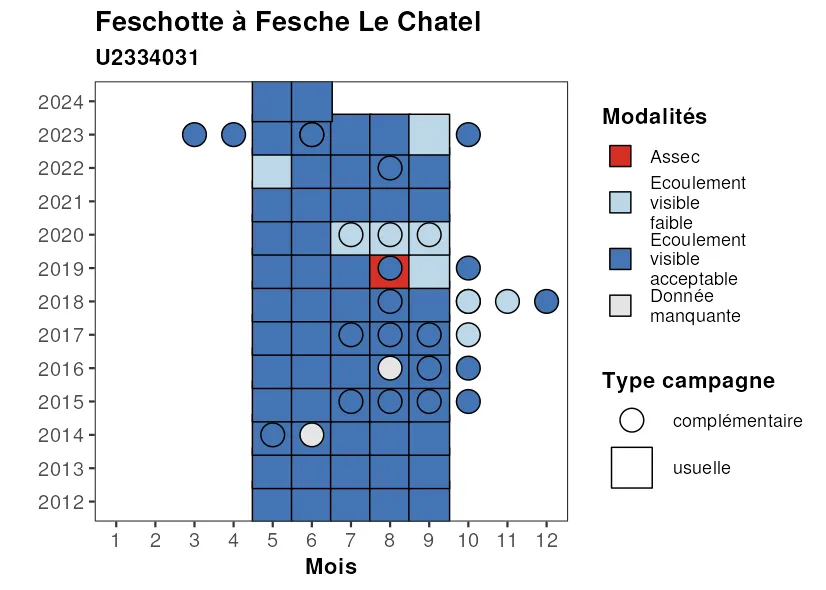 Feschotte à Fesche Le Chatel
U2334031
2024
2023
2022
2021
2020
2019
2018
2017
2016
2015
2014
2013
2012
1 2 3 4 5 6 7 8 9 10 11 12
Mois
Modalités
Assec
Ecoulement
visible
faible
Ecoulement
visible
acceptable
Donnée
manquante
Type campagne
complémentaire
usuelle